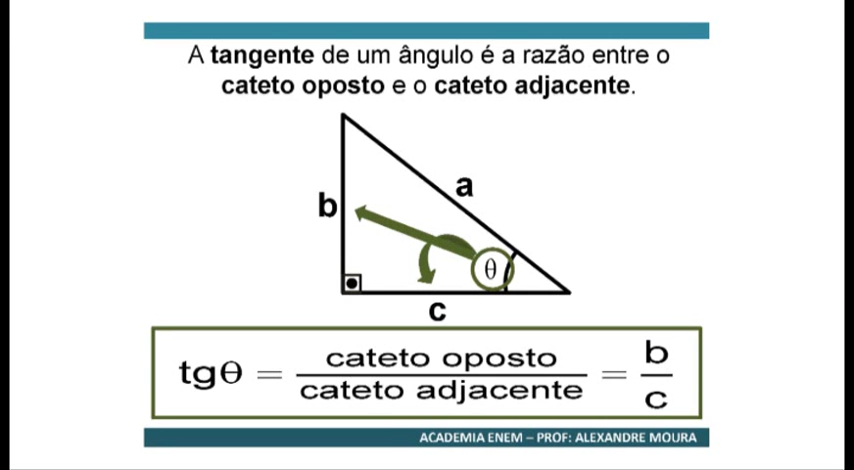 A tangente de um ângulo é a razão entre o
cateto oposto e o cateto adjacente.
a
b
θ
c
tgθ = cateto oposto / cateto adjacente = b / c
ACADEMIA ENEM – PROF: ALEXANDRE MOURA